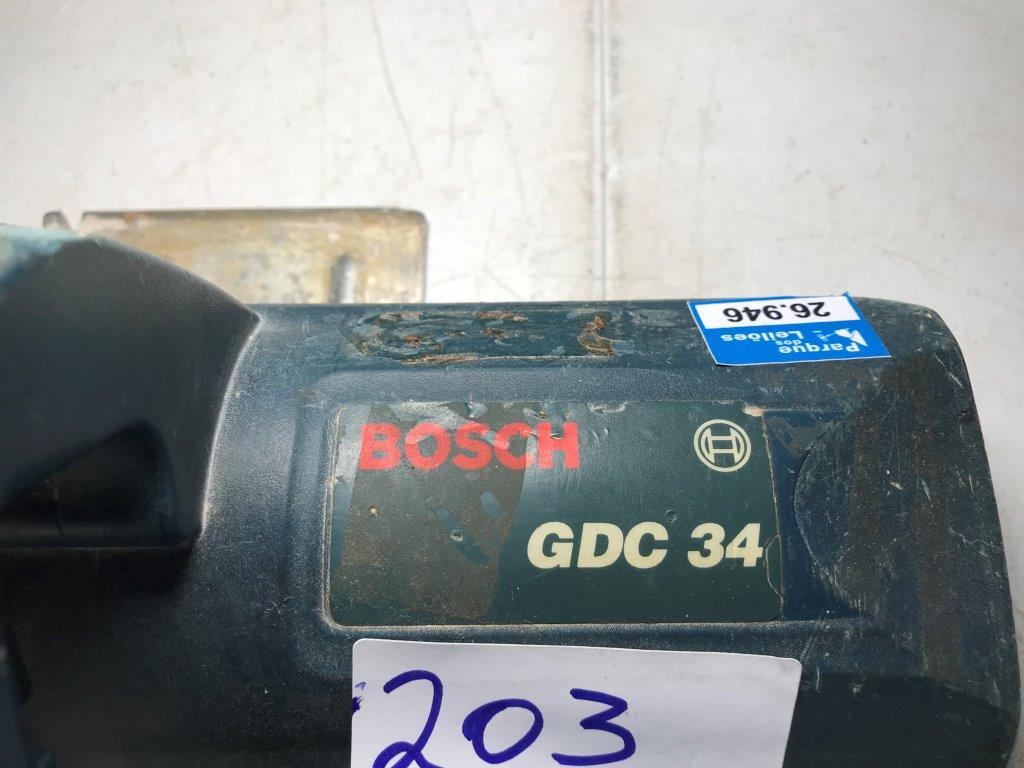 26.946
Parque
dos
Leilões
BOSCH
GDC 34
203